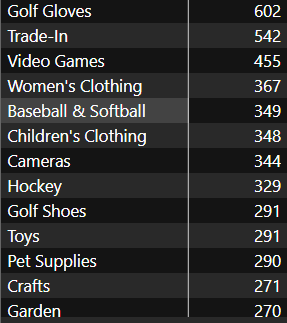 Golf Gloves 602
Trade-In 542
Video Games 455
Women's Clothing 367
Baseball & Softball 349
Children's Clothing 348
Cameras 344
Hockey 329
Golf Shoes 291
Toys 291
Pet Supplies 290
Crafts 271
Garden 270